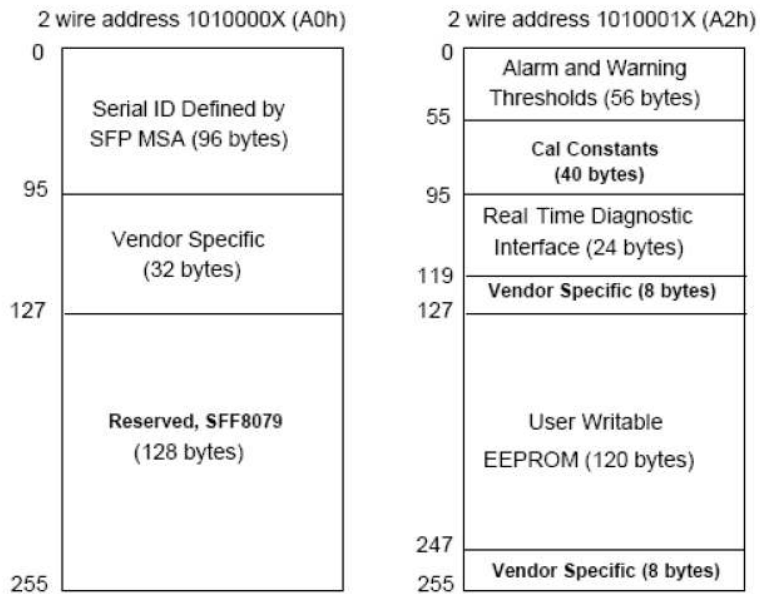 2 wire address 1010000X (A0h)
0
Serial ID Defined by
SFP MSA (96 bytes)
95
Vendor Specific
(32 bytes)
127
Reserved, SFF8079
(128 bytes)
255
2 wire address 1010001X (A2h)
0
Alarm and Warning
Thresholds (56 bytes)
55
Cal Constants
(40 bytes)
95
Real Time Diagnostic
Interface (24 bytes)
119
Vendor Specific (8 bytes)
127
User Writable
EEPROM (120 bytes)
247
Vendor Specific (8 bytes)
255